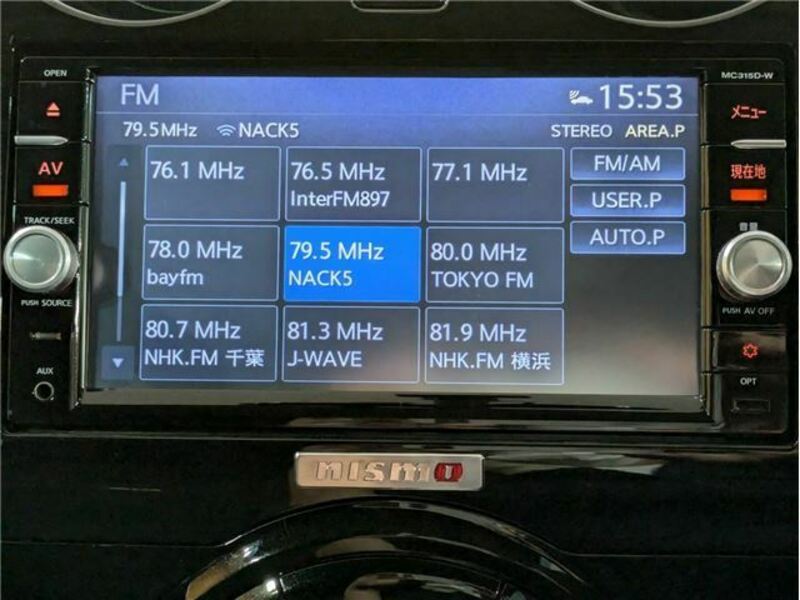 OPEN
MC315D-W
FM
15:53
79.5MHz NACK5
STEREO AREA.P
メニュー
AV
現在地
76.1 MHz
76.5 MHz
InterFM897
77.1 MHz
FM/AM
USER.P
AUTO.P
78.0 MHz
bayfm
79.5 MHz
NACK5
80.0 MHz
TOKYO FM
80.7 MHz
NHK.FM 千葉
81.3 MHz
J-WAVE
81.9 MHz
NHK.FM 横浜
TRACK/SEEK
PUSH SOURCE
PUSH AV OFF
AUX
OPT
nismo